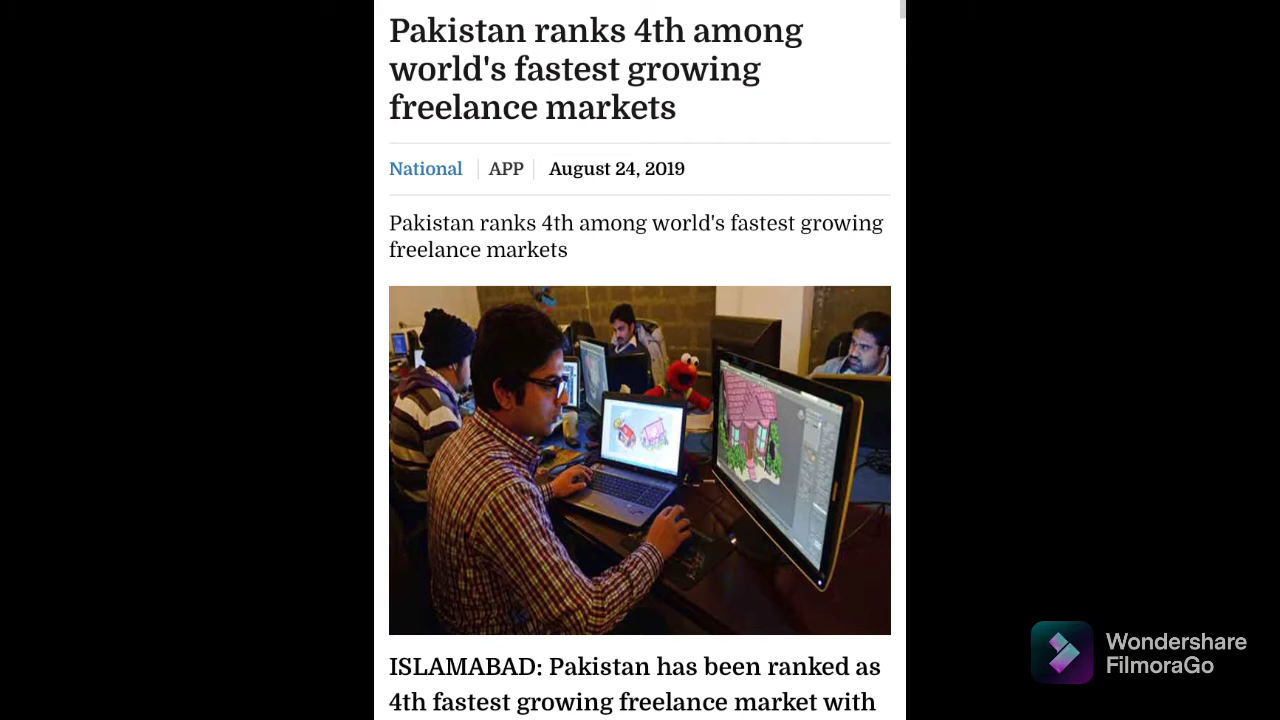 Pakistan ranks 4th among
world's fastest growing
freelance markets
National APP August 24, 2019
Pakistan ranks 4th among world's fastest growing
freelance markets
ISLAMABAD: Pakistan has been ranked as
4th fastest growing freelance market with
Wondershare
FilmoraGo